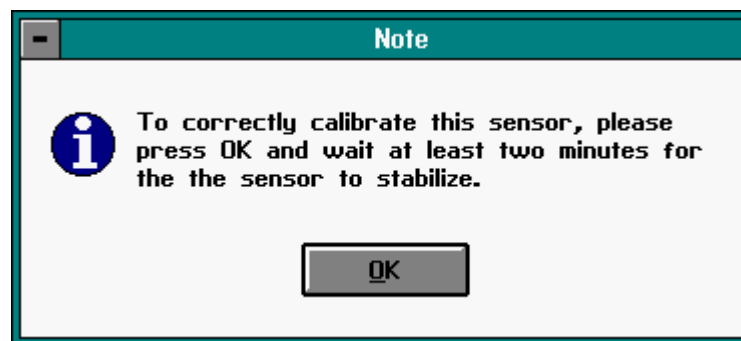 Note
To correctly calibrate this sensor, please
press OK and wait at least two minutes for
the the sensor to stabilize.
OK